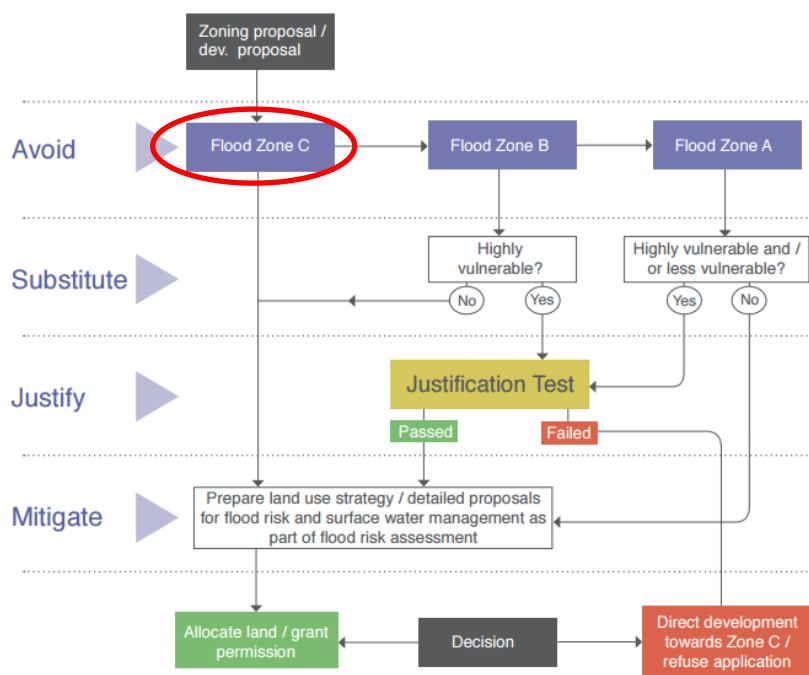 Zoning proposal /
dev. proposal
Avoid
Flood Zone C
Flood Zone B
Flood Zone A
Substitute
Highly
vulnerable?
No
Yes
Highly vulnerable and /
or less vulnerable?
Yes
No
Justify
Justification Test
Passed
Failed
Mitigate
Prepare land use strategy / detailed proposals
for flood risk and surface water management as
part of flood risk assessment
Allocate land / grant
permission
Decision
Direct development
towards Zone C /
refuse application